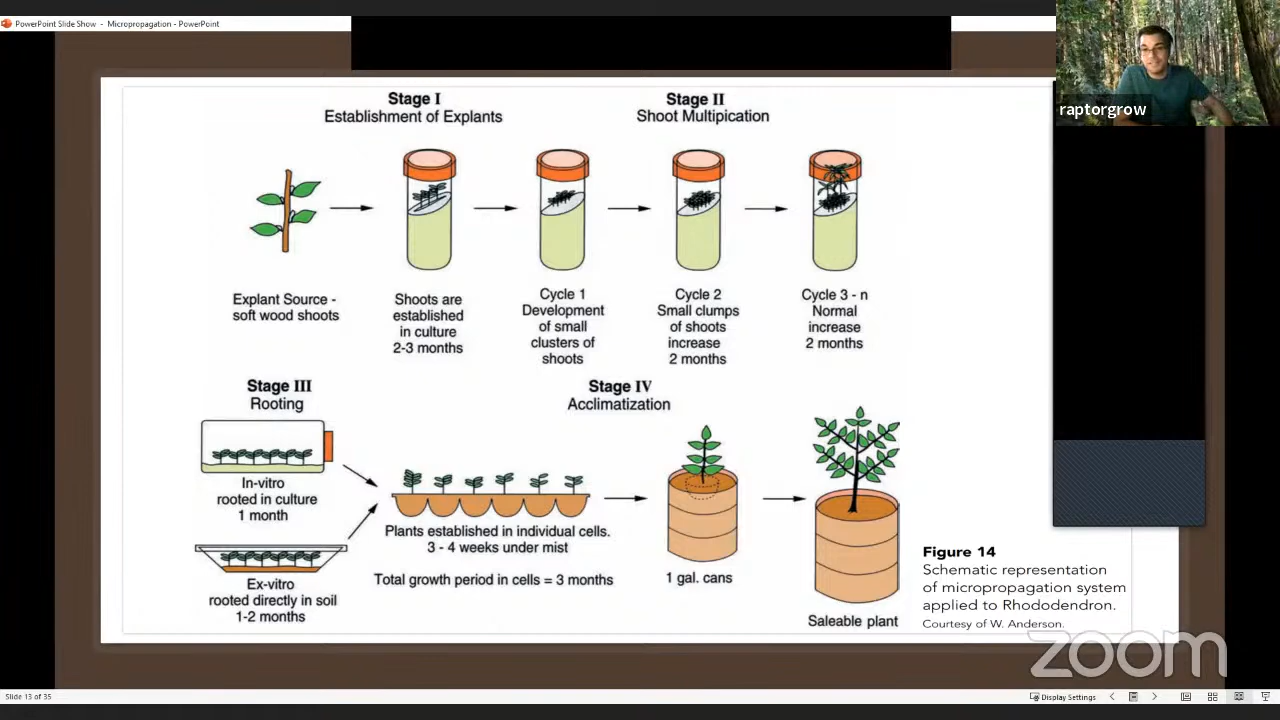 PowerPoint Slide Show - Micropropagation - PowerPoint
raptorgrow
Stage I
Establishment of Explants
Stage II
Shoot Multipication
Explant Source -
soft wood shoots
Shoots are
established
in culture
2-3 months
Cycle 1
Development
of small
clusters of
shoots
Cycle 2
Small clumps
of shoots
increase
2 months
Cycle 3 - n
Normal
increase
2 months
Stage III
Rooting
Stage IV
Acclimatization
In-vitro
rooted in culture
1 month
Ex-vitro
rooted directly in soil
1-2 months
Plants established in individual cells.
3 - 4 weeks under mist
Total growth period in cells = 3 months
1 gal. cans
Saleable plant
Figure 14
Schematic representation
of micropropagation system
applied to Rhododendron.
Courtesy of W. Anderson.
zoom
Slide 13 of 35
Display Settings